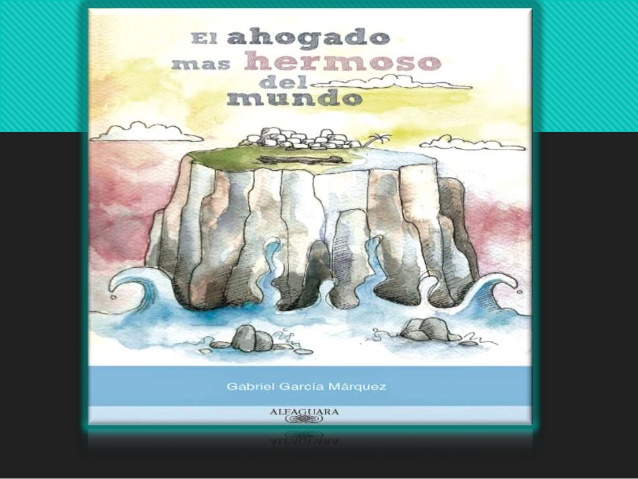 El ahogado
mas hermoso
del
mundo
Gabriel García Márquez
ALFAGUARA